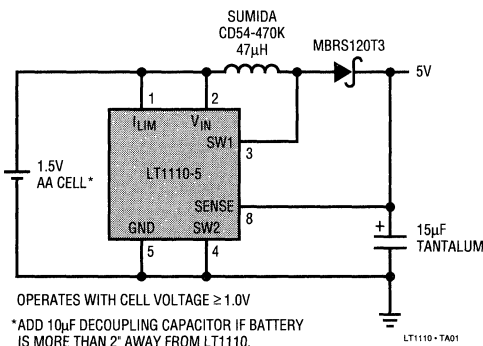 SUMIDA
CD54-470K
47µH
MBRS120T3
5V
1
2
I_LIM
V_IN
SW1
3
1.5V
AA CELL*
LT1110-5
SENSE
8
GND
SW2
5
4
+
15µF
TANTALUM
OPERATES WITH CELL VOLTAGE ≥ 1.0V
*ADD 10µF DECOUPLING CAPACITOR IF BATTERY
IS MORE THAN 2" AWAY FROM LT1110.
LT1110 • TA01